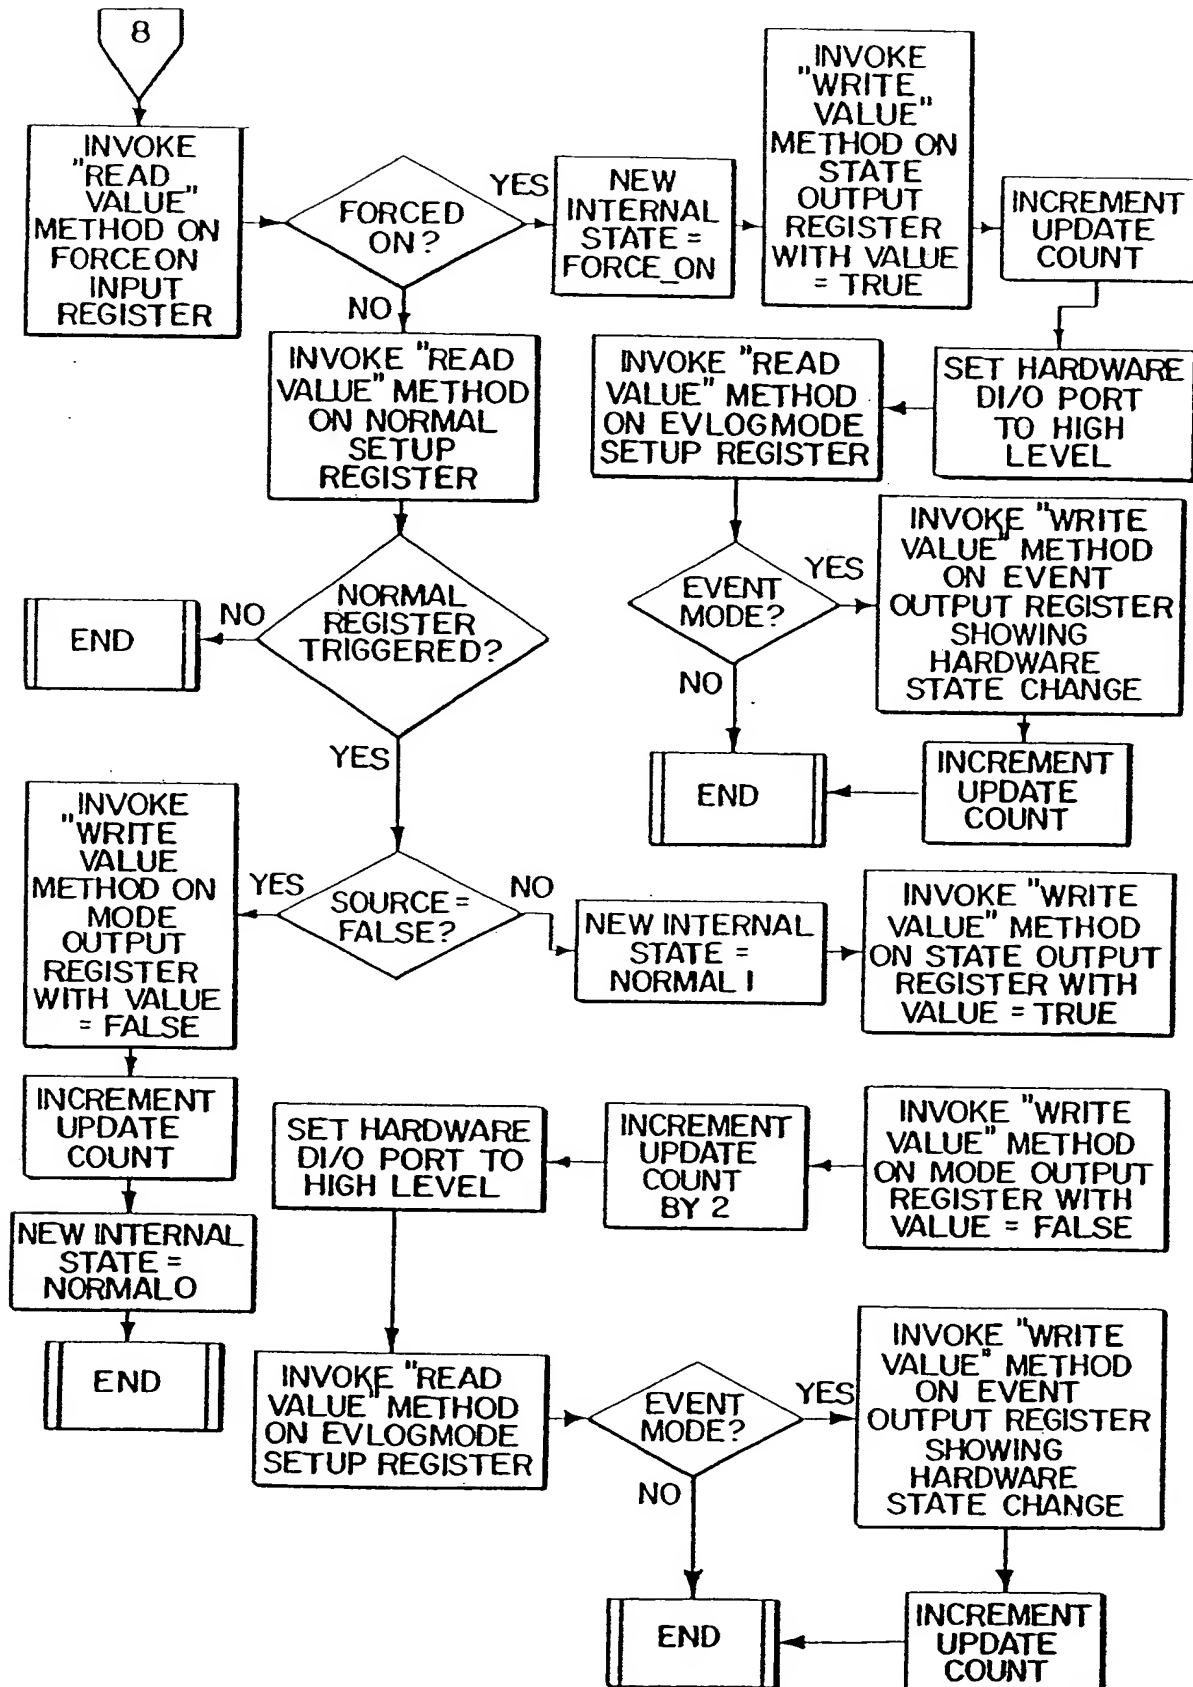 8
INVOKE
"READ
VALUE"
METHOD ON
FORCEON
INPUT
REGISTER
FORCED
ON?
YES
NO
NEW
INTERNAL
STATE =
FORCE_ON
INVOKE
"WRITE
VALUE"
METHOD ON
STATE
OUTPUT
REGISTER
WITH VALUE
= TRUE
INCREMENT
UPDATE
COUNT
SET HARDWARE
DI/O PORT
TO HIGH
LEVEL
INVOKE "READ
VALUE" METHOD
ON EVLOGMODE
SETUP REGISTER
INVOKE "READ
VALUE" METHOD
ON NORMAL
SETUP
REGISTER
EVENT
MODE?
YES
NO
INVOKE "WRITE
VALUE" METHOD
ON EVENT
OUTPUT REGISTER
SHOWING
HARDWARE
STATE CHANGE
INCREMENT
UPDATE
COUNT
END
NORMAL
REGISTER
TRIGGERED?
NO
END
YES
SOURCE =
FALSE?
YES
NO
INVOKE
"WRITE
VALUE
METHOD ON
MODE
OUTPUT
REGISTER
WITH VALUE
= FALSE
INCREMENT
UPDATE
COUNT
NEW INTERNAL
STATE =
NORMAL0
END
NEW INTERNAL
STATE =
NORMAL 1
INVOKE "WRITE
VALUE" METHOD
ON STATE OUTPUT
REGISTER WITH
VALUE = TRUE
INVOKE "WRITE
VALUE" METHOD
ON MODE OUTPUT
REGISTER WITH
VALUE = FALSE
INCREMENT
UPDATE
COUNT
BY 2
SET HARDWARE
DI/O PORT TO
HIGH LEVEL
INVOKE "READ
VALUE" METHOD
ON EVLOGMODE
SETUP REGISTER
EVENT
MODE?
YES
NO
INVOKE "WRITE
VALUE" METHOD
ON EVENT
OUTPUT REGISTER
SHOWING
HARDWARE
STATE CHANGE
INCREMENT
UPDATE
COUNT
END